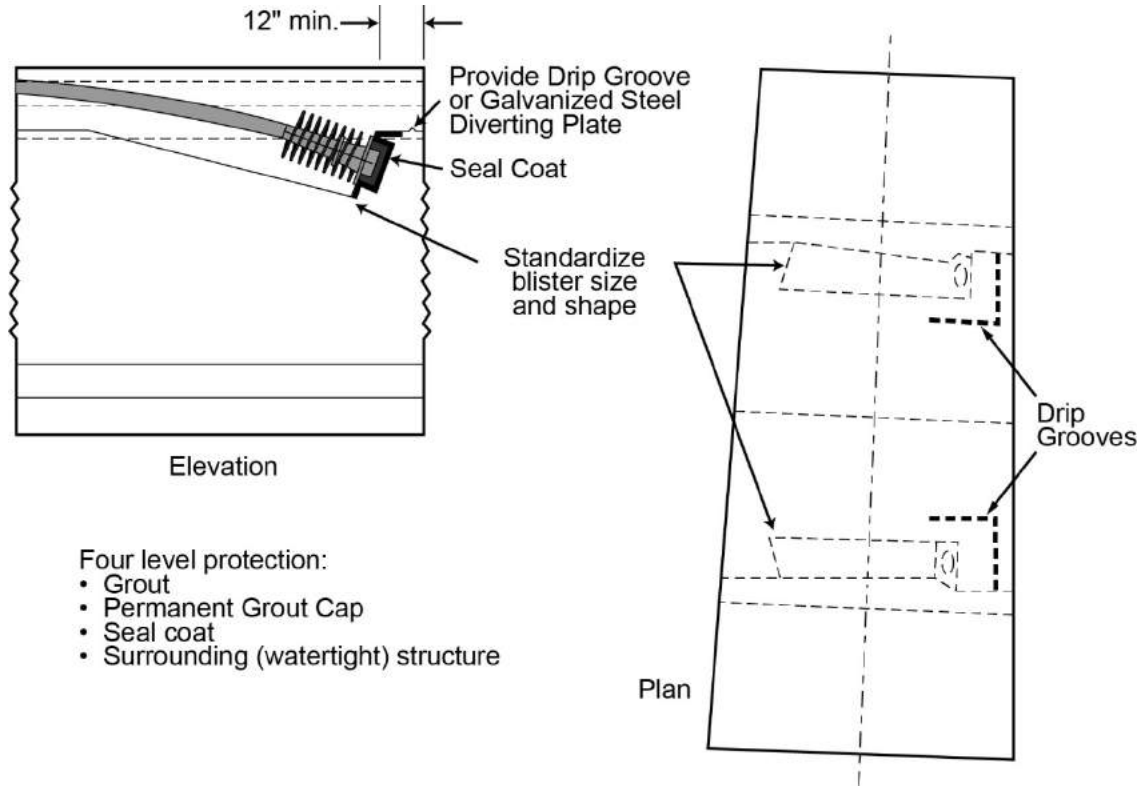 12" min.
Provide Drip Groove
or Galvanized Steel
Diverting Plate
Seal Coat
Standardize
blister size
and shape
Drip
Grooves
Elevation
Four level protection:
• Grout
• Permanent Grout Cap
• Seal coat
• Surrounding (watertight) structure
Plan